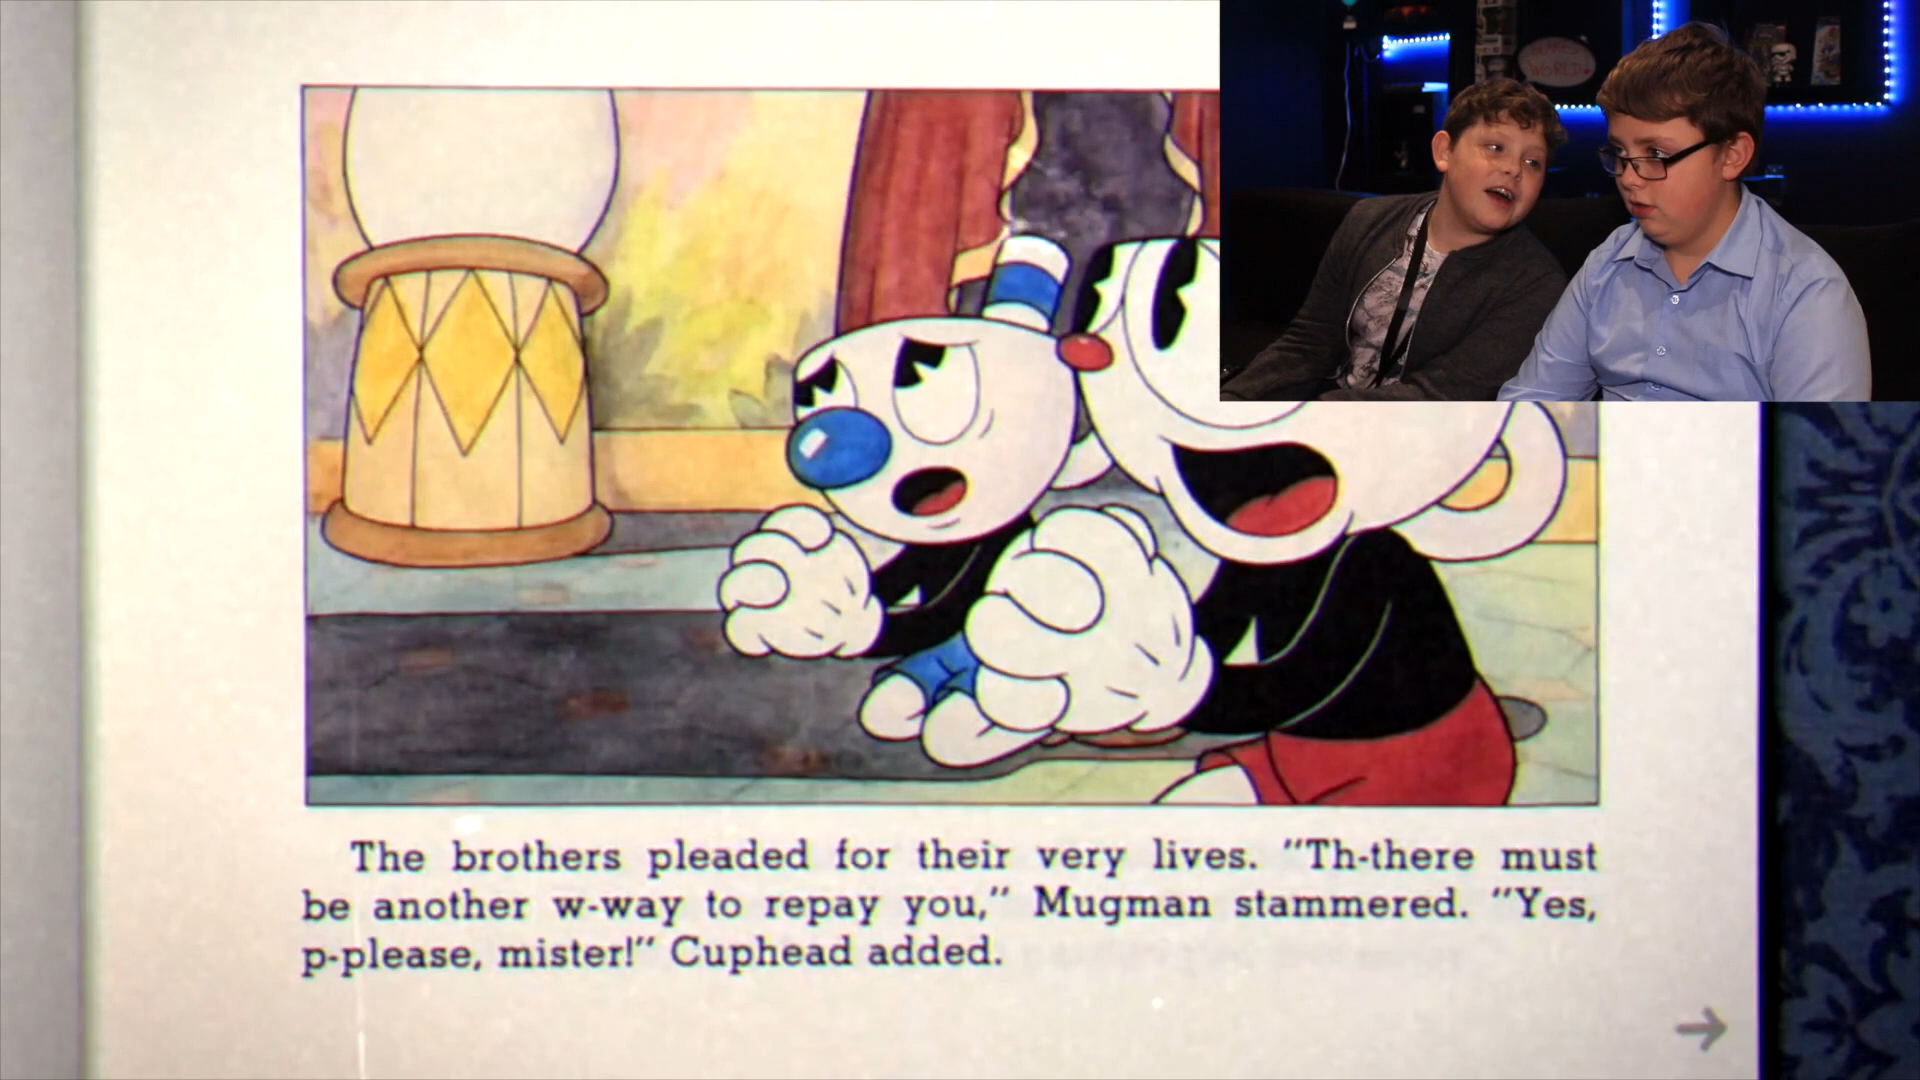 The brothers pleaded for their very lives. "Th-there must
be another w-way to repay you," Mugman stammered. "Yes,
p-please, mister!" Cuphead added.
WORLD